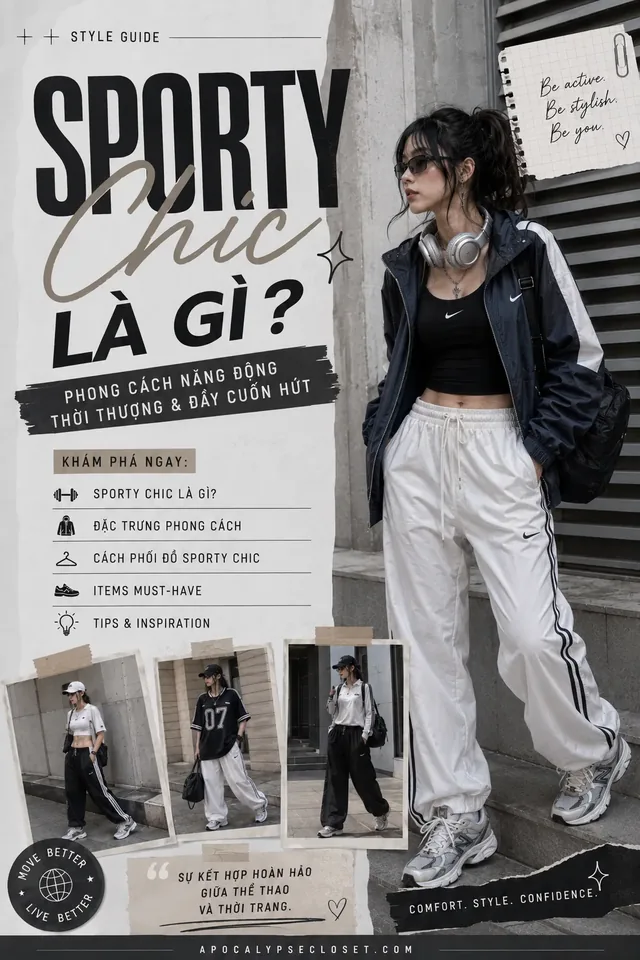 STYLE GUIDE
SPORTY
Chic
LÀ GÌ?
PHONG CÁCH NĂNG ĐỘNG
THỜI THƯỢNG & ĐẦY CUỐN HÚT
KHÁM PHÁ NGAY:
SPORTY CHIC LÀ GÌ?
ĐẶC TRƯNG PHONG CÁCH
CÁCH PHỐI ĐỒ SPORTY CHIC
ITEMS MUST-HAVE
TIPS & INSPIRATION
Be active.
Be stylish.
Be you.
07
MOVE BETTER
LIVE BETTER
“
SỰ KẾT HỢP HOÀN HẢO
GIỮA THỂ THAO
VÀ THỜI TRANG.
COMFORT. STYLE. CONFIDENCE.
APOCALYPSECLOSET.COM